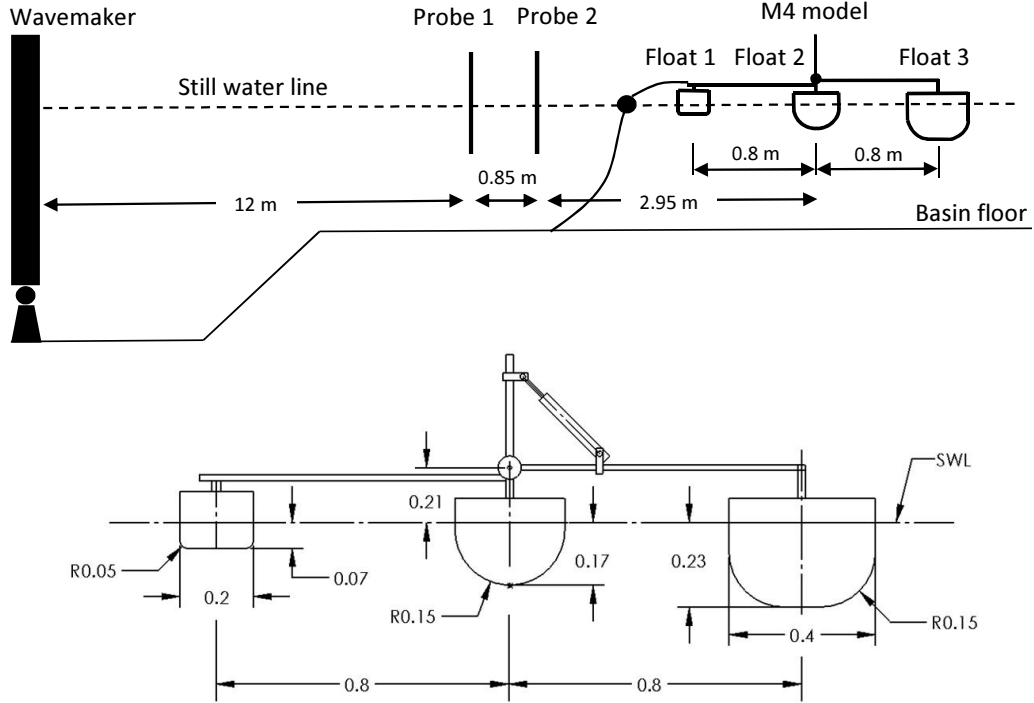 Wavemaker
Probe 1
Probe 2
M4 model
Float 1
Float 2
Float 3
Still water line
0.8 m
0.8 m
0.85 m
12 m
2.95 m
Basin floor
SWL
0.21
R0.05
0.07
0.17
0.23
0.2
R0.15
R0.15
0.4
0.8
0.8